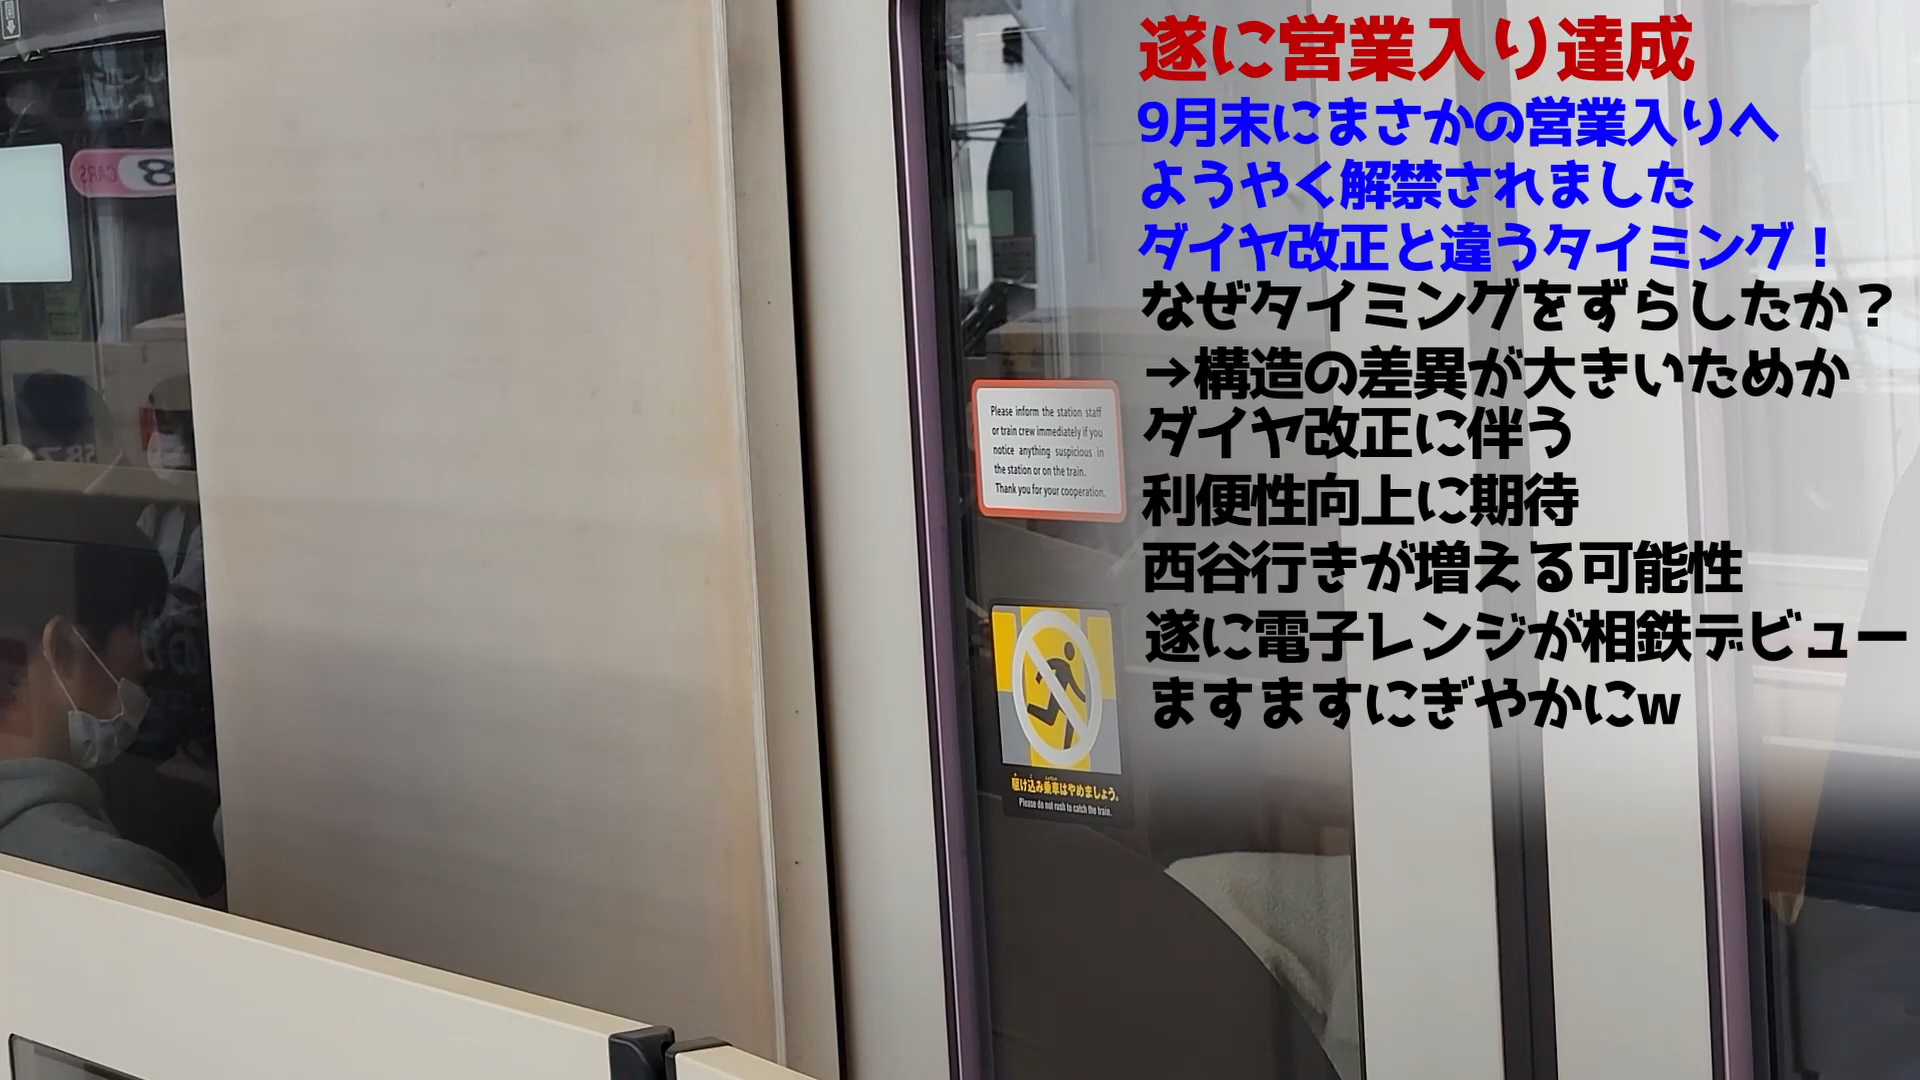 遂に営業入り達成
9月末にまさかの営業入りへ
ようやく解禁されました
ダイヤ改正と違うタイミング！
なぜタイミングをずらしたか？
→構造の差異が大きいためか
ダイヤ改正に伴う
利便性向上に期待
西谷行きが増える可能性
遂に電子レンジが相鉄デビュー
ますますにぎやかにw
8
CARS
Please inform the station staff
or train crew immediately if you
notice anything suspicious in
the station or on the train.
Thank you for your cooperation.
駆け込み乗車はやめましょう。
Please do not rush to catch the train.